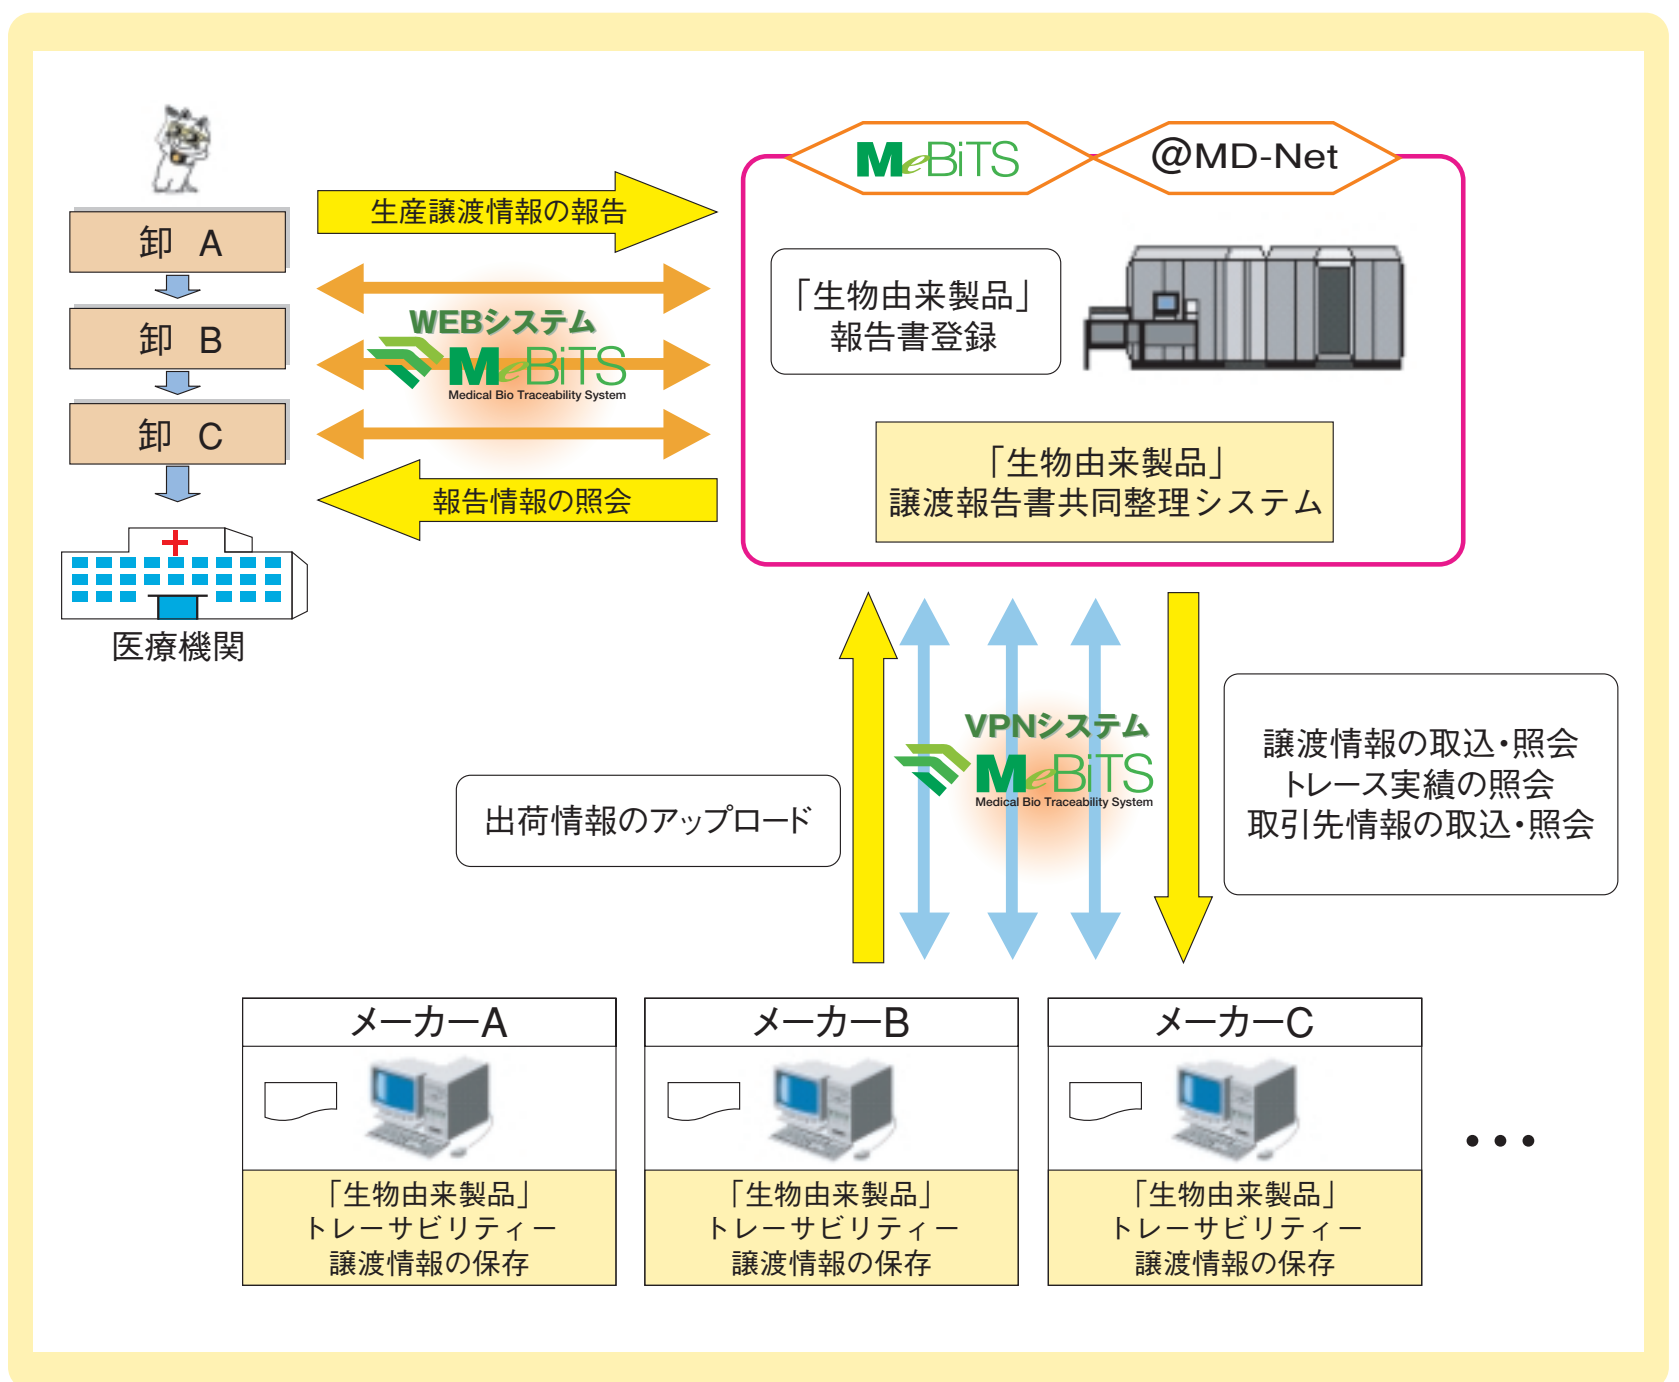 MeBiTS
@MD-Net
生産譲渡情報の報告
卸 A
卸 B
卸 C
医療機関
WEBシステム
MeBiTS
Medical Bio Traceability System
報告情報の照会
「生物由来製品」
報告書登録
「生物由来製品」
譲渡報告書共同整理システム
出荷情報のアップロード
VPNシステム
MeBiTS
Medical Bio Traceability System
譲渡情報の取込・照会
トレース実績の照会
取引先情報の取込・照会
メーカーA
「生物由来製品」
トレーサビリティー
譲渡情報の保存
メーカーB
「生物由来製品」
トレーサビリティー
譲渡情報の保存
メーカーC
「生物由来製品」
トレーサビリティー
譲渡情報の保存
•••